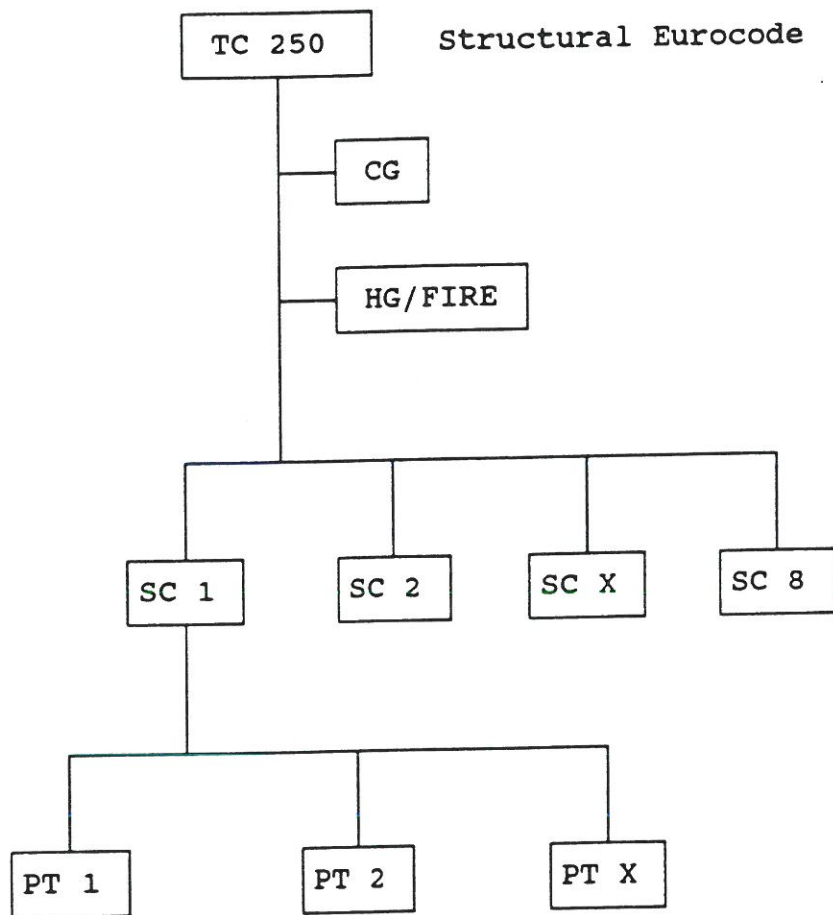 TC 250 Structural Eurocode
CG
HG/FIRE
SC 1 SC 2 SC X SC 8
PT 1 PT 2 PT X